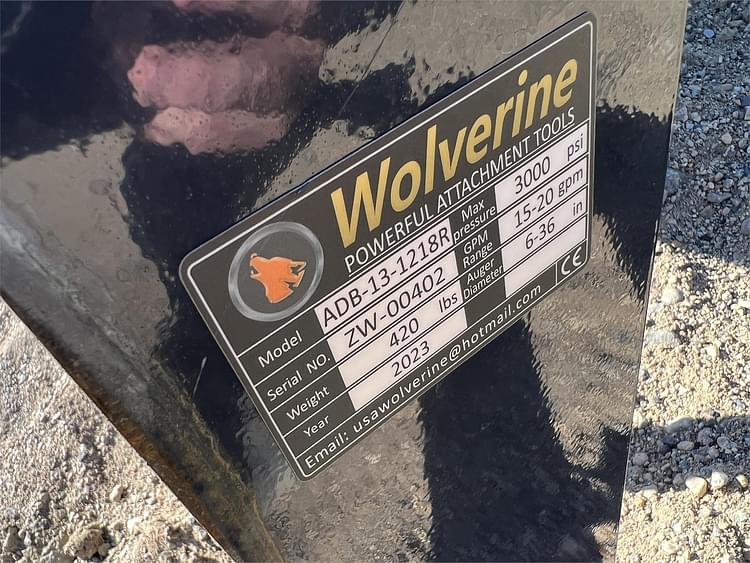 Wolverine
POWERFUL ATTACHMENT TOOLS
Model ADB-13-1218R Max pressure 3000 psi
Serial NO. ZW-00402 GPM Range 15-20 gpm
Weight 420 lbs Auger Diameter 6-36 in
Year 2023 CE
Email: usawolverine@hotmail.com